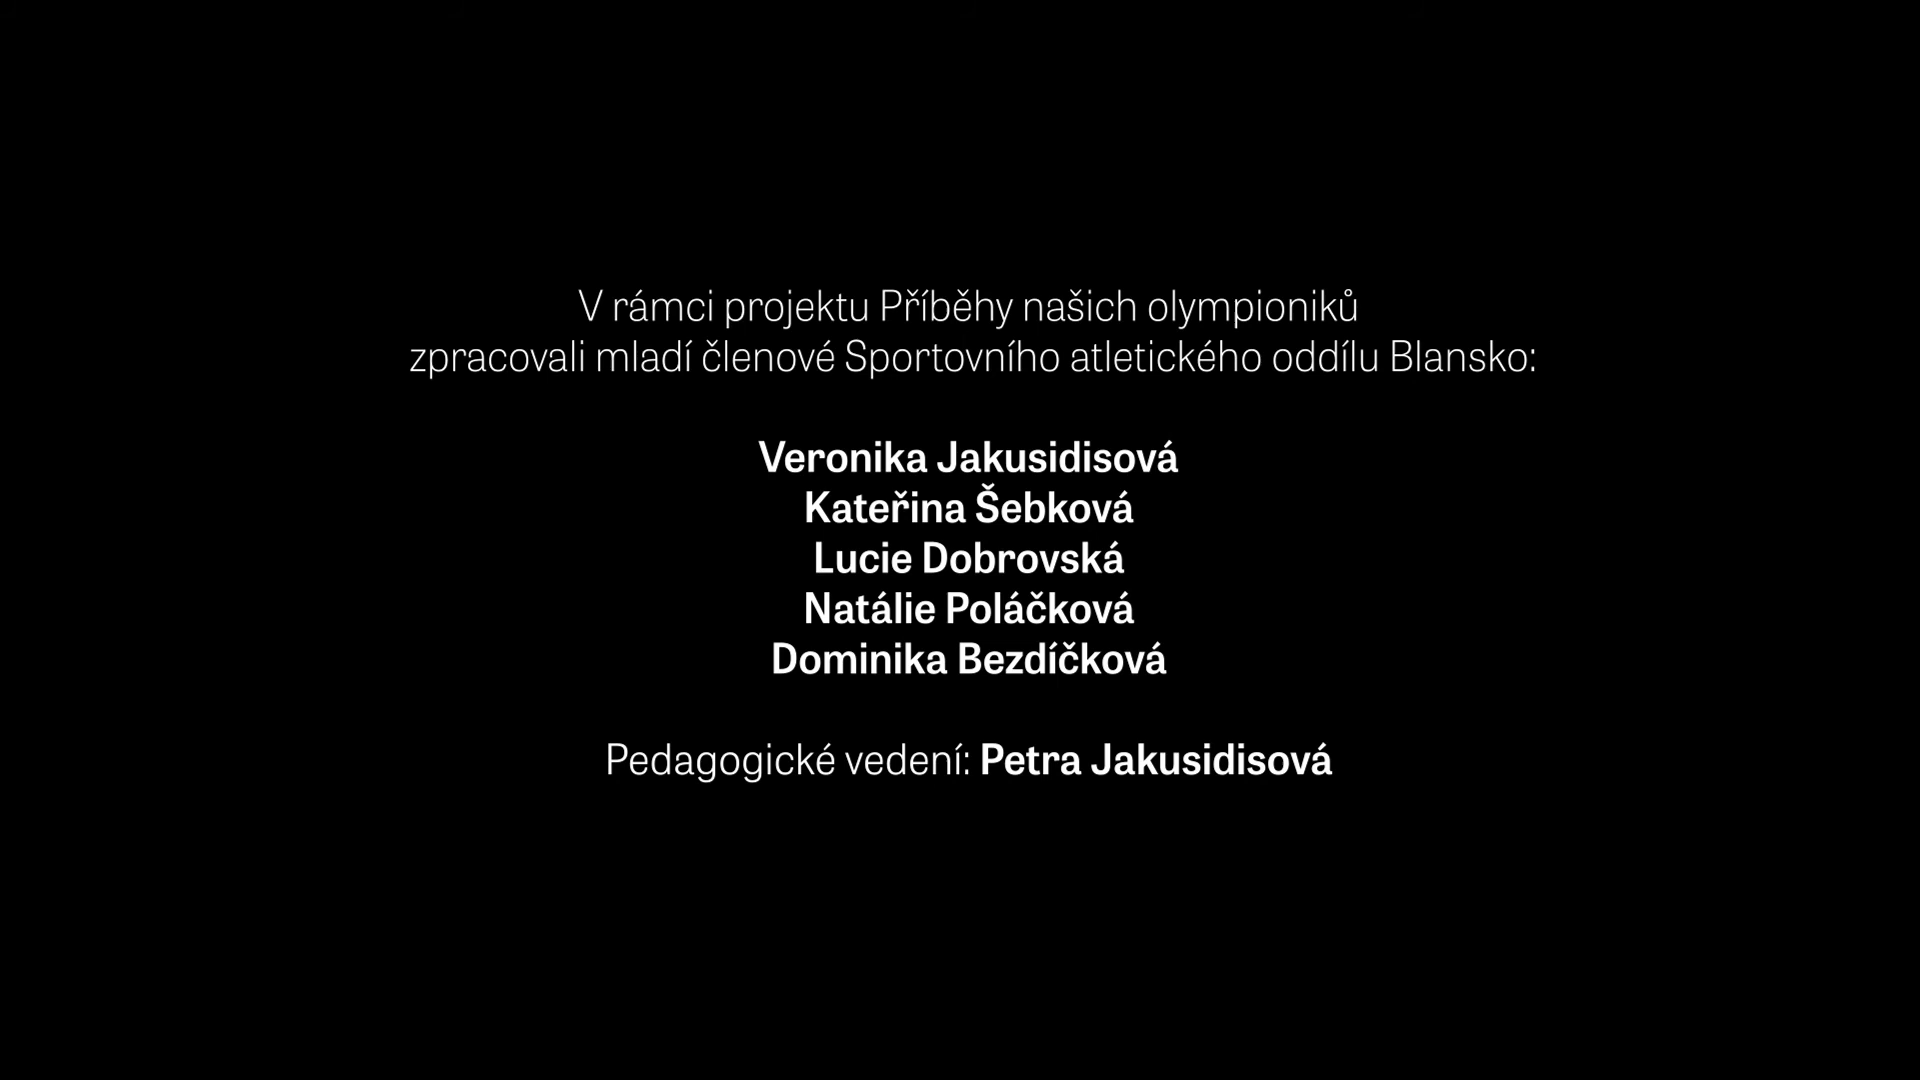 V rámci projektu Příběhy našich olympioniků
zpracovali mladí členové Sportovního atletického oddílu Blansko:
Veronika Jakusidisová
Kateřina Šebková
Lucie Dobrovská
Natálie Poláčková
Dominika Bezdíčková
Pedagogické vedení: Petra Jakusidisová